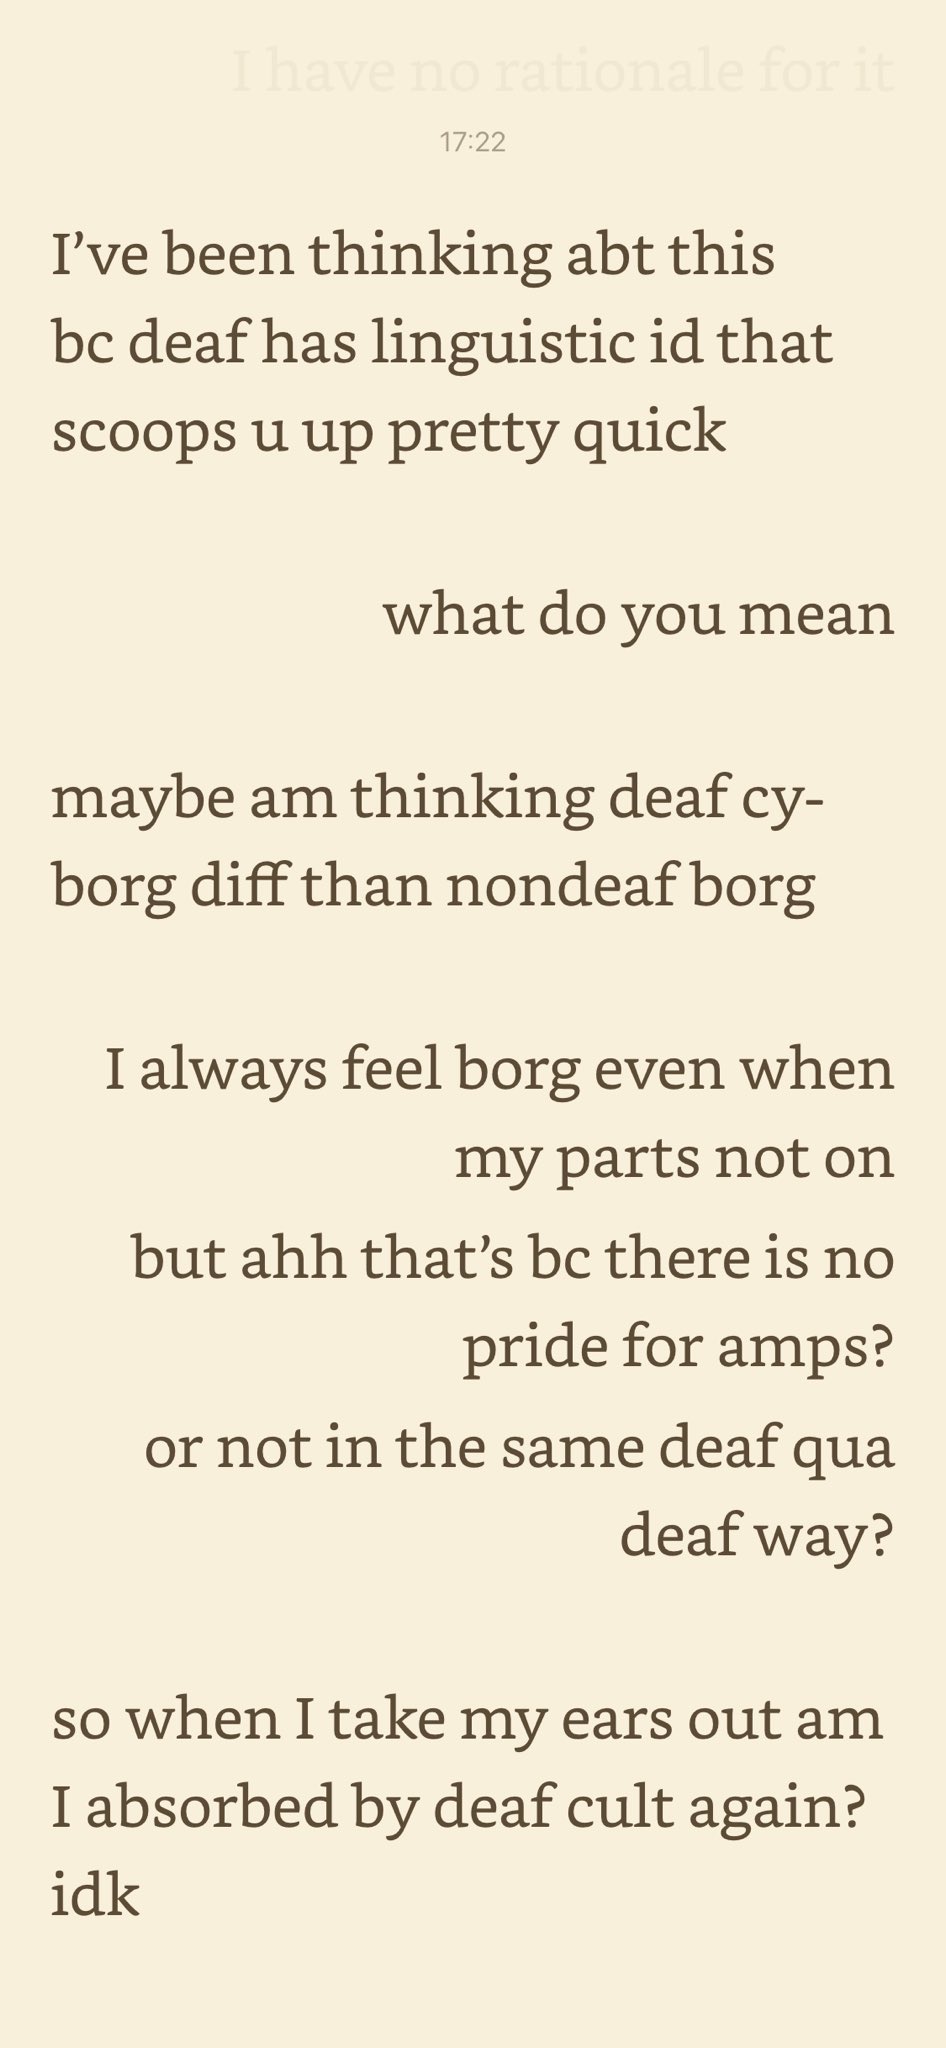 I have no rationale for it
17:22
I’ve been thinking abt this
bc deaf has linguistic id that
scoops u up pretty quick
what do you mean
maybe am thinking deaf cy-
borg diff than nondeaf borg
I always feel borg even when
my parts not on
but ahh that’s bc there is no
pride for amps?
or not in the same deaf qua
deaf way?
so when I take my ears out am
I absorbed by deaf cult again?
idk